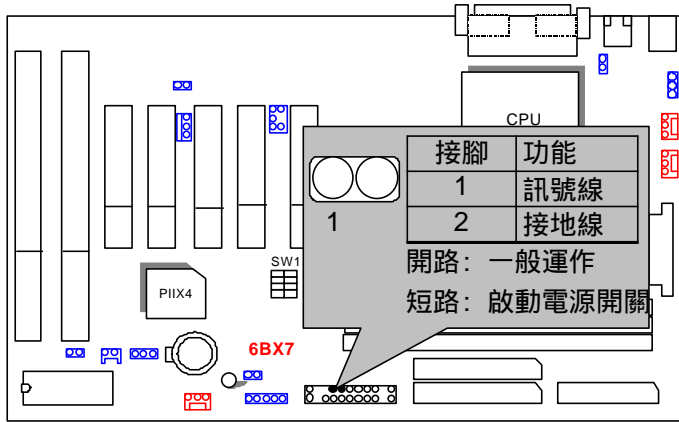 CPU
接腳 功能
1 訊號線
2 接地線
1
開路: 一般運作
短路: 啟動電源開關
SW1
PIIX4
6BX7